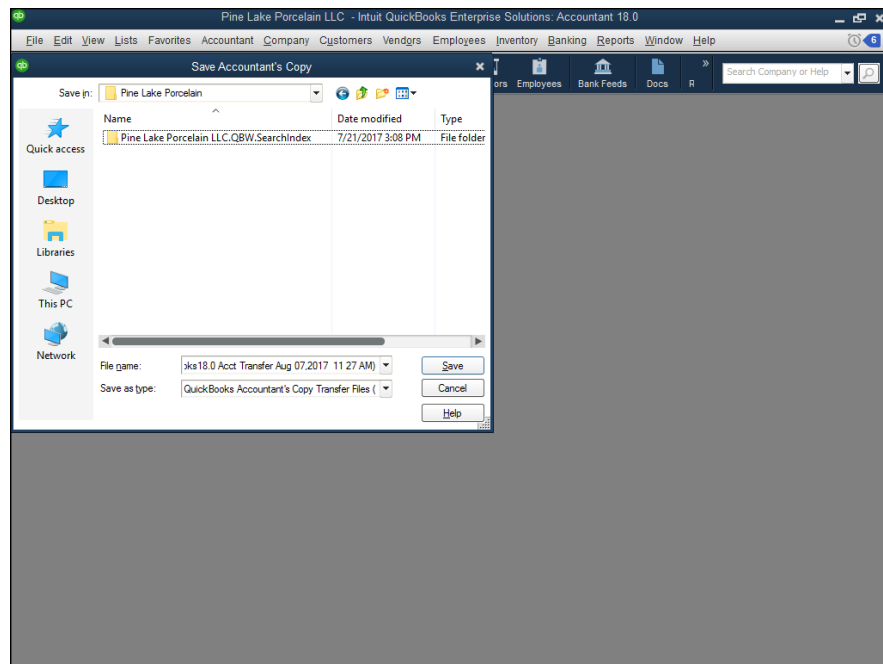 Pine Lake Porcelain LLC - Intuit QuickBooks Enterprise Solutions: Accountant 18.0
File Edit View Lists Favorites Accountant Company Customers Vendors Employees Inventory Banking Reports Window Help
6
Save Accountant's Copy
ors Employees Bank Feeds Docs R
Search Company or Help
Save in: Pine Lake Porcelain
Name Date modified Type
Pine Lake Porcelain LLC.QBW.SearchIndex 7/21/2017 3:08 PM File folder
Quick access
Desktop
Libraries
This PC
Network
File name: oks18.0 Acct Transfer Aug 07,2017 11 27 AM) Save
Save as type: QuickBooks Accountant's Copy Transfer Files ( Cancel
Help